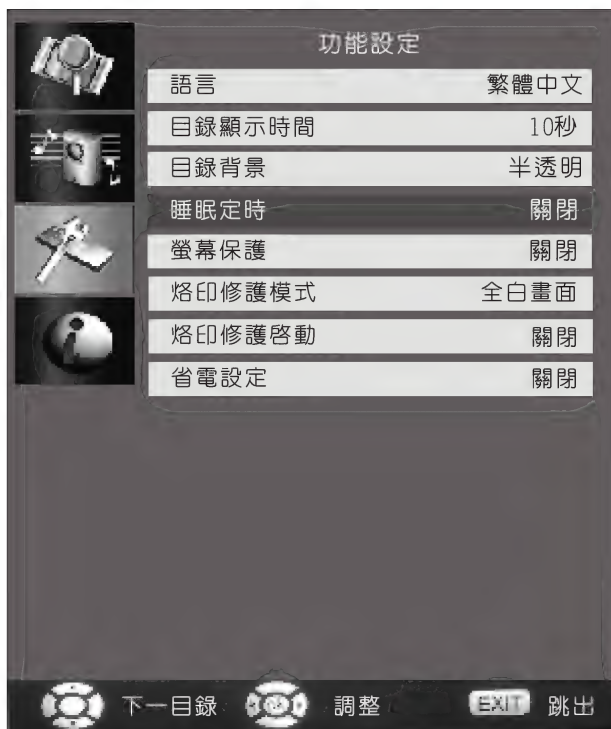 功能設定
語言 繁體中文
目錄顯示時間 10秒
目錄背景 半透明
睡眠定時 關閉
螢幕保護 關閉
烙印修護模式 全白畫面
烙印修護啓動 關閉
省電設定 關閉
下一目錄 調整 EXIT 跳出